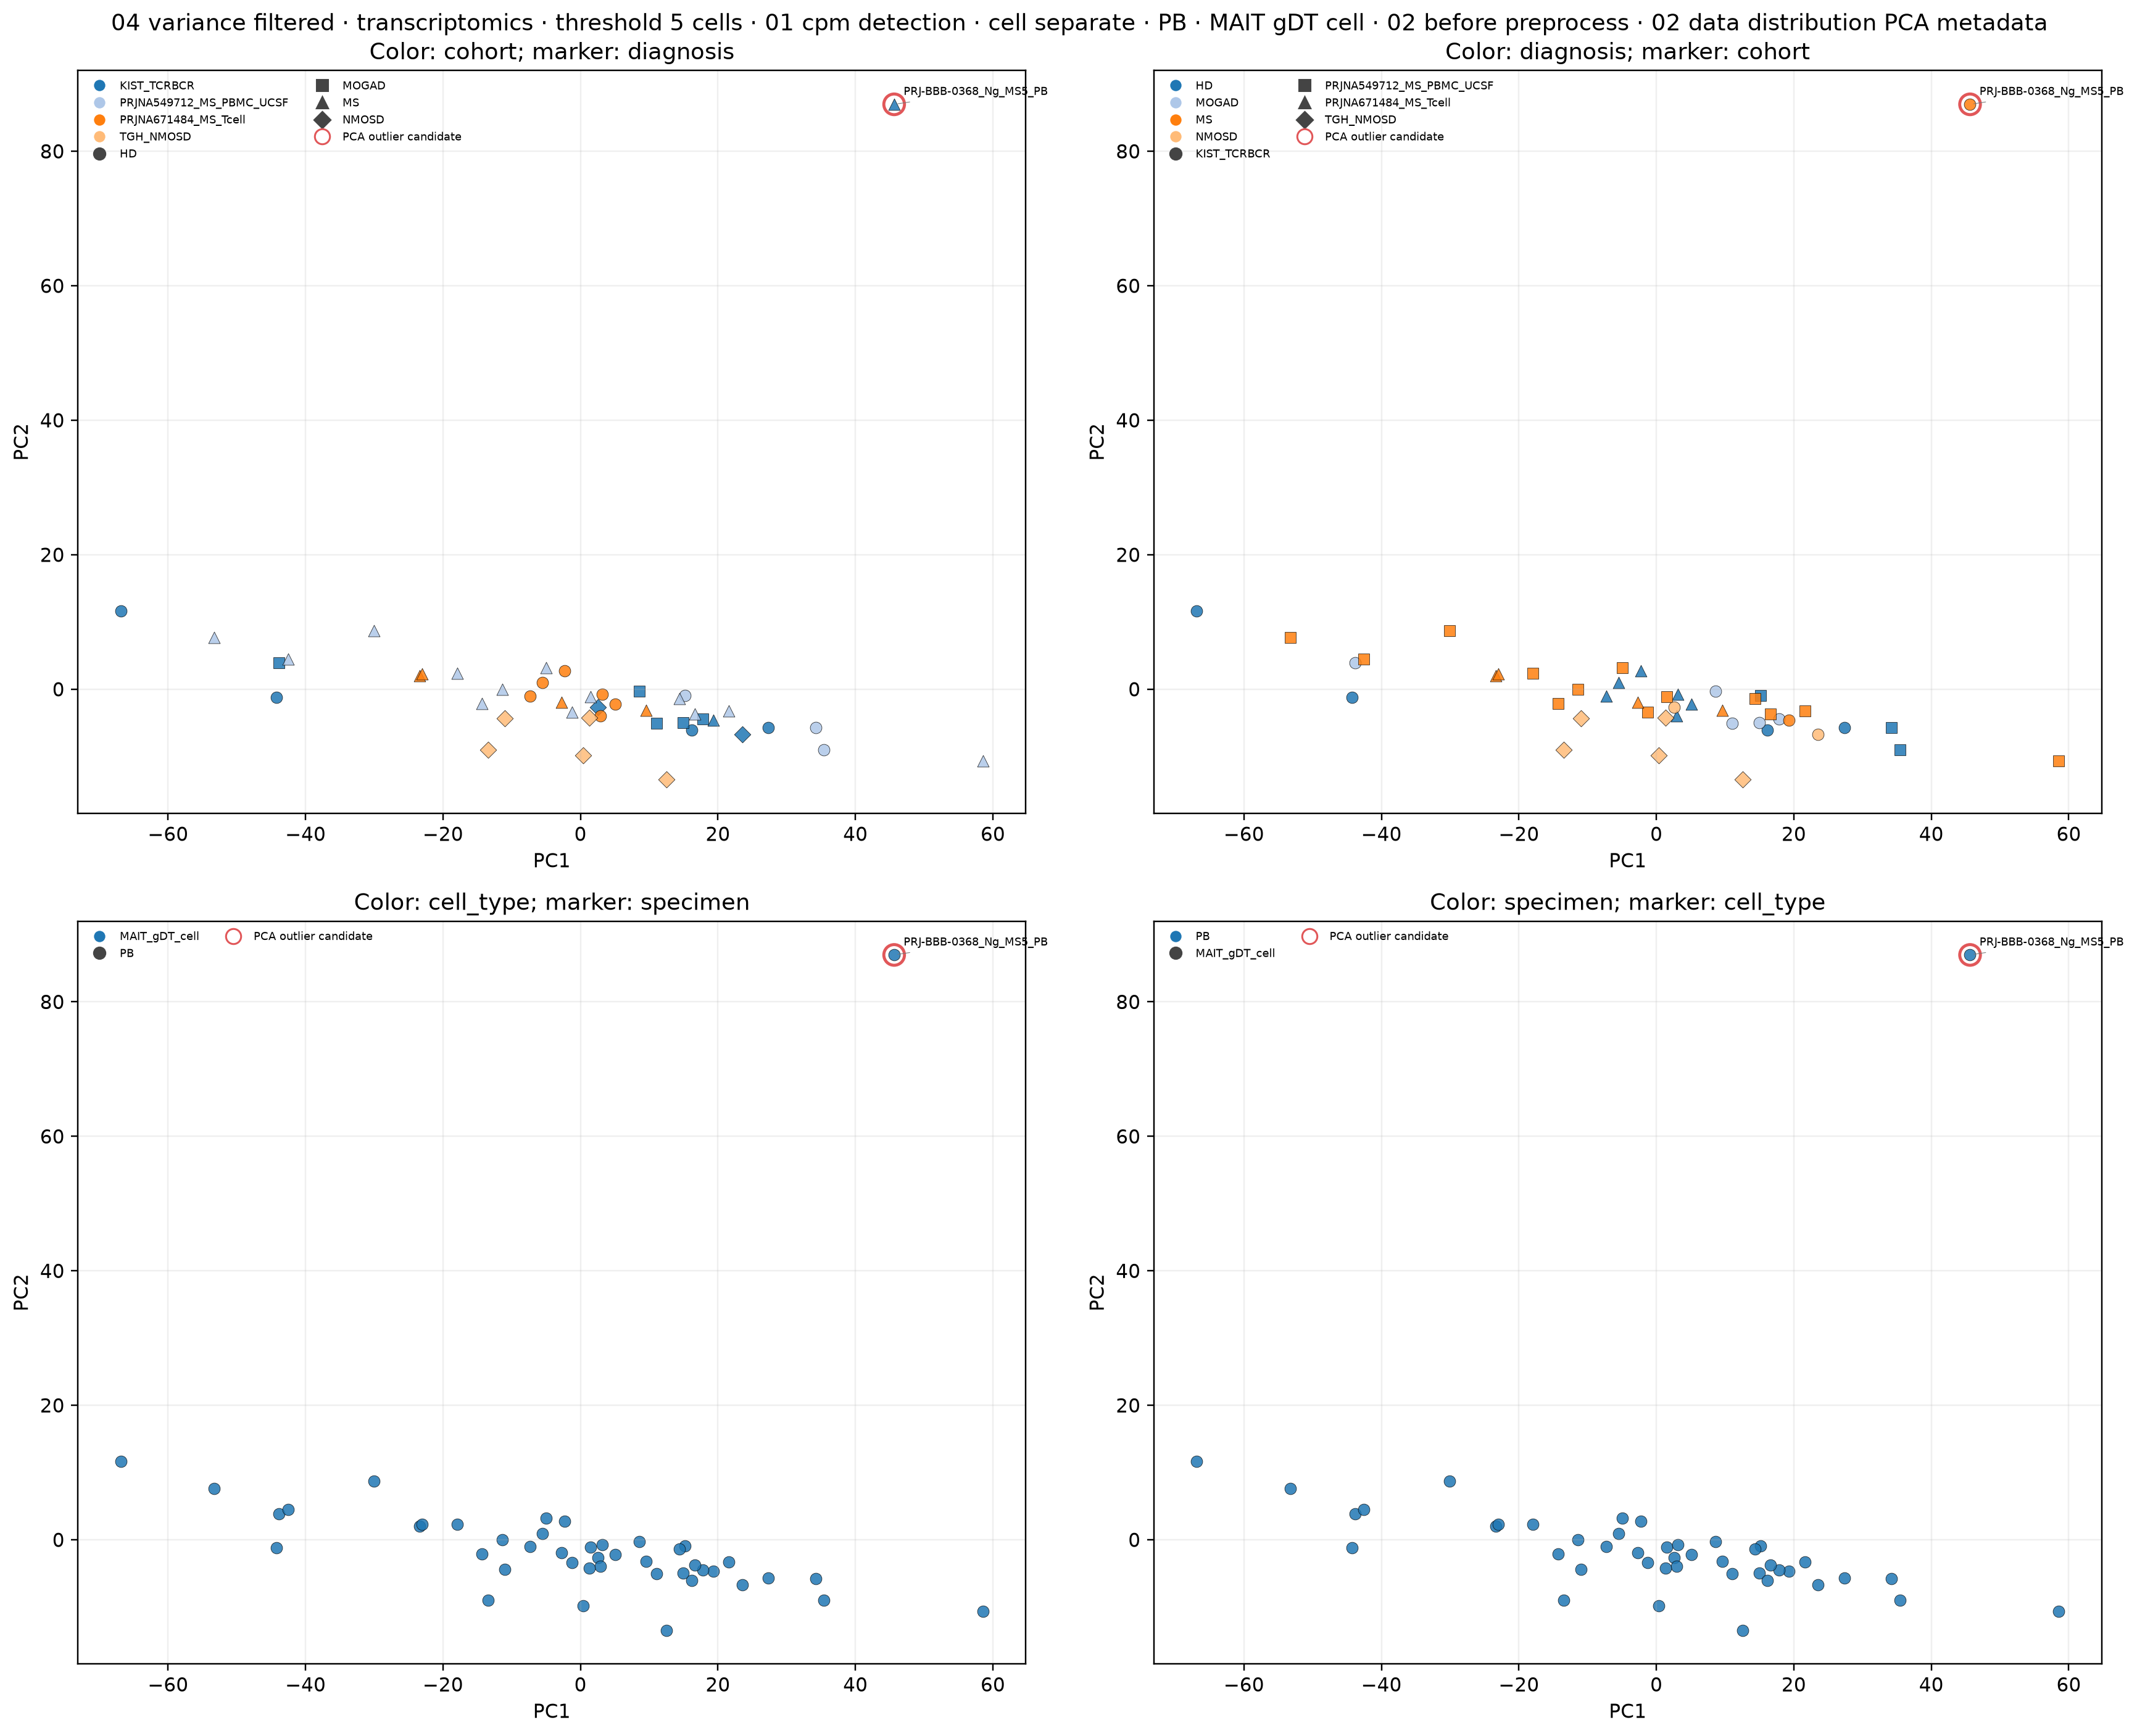 04 variance filtered · transcriptomics · threshold 5 cells · 01 cpm detection · cell separate · PB · MAIT gDT cell · 02 before preprocess · 02 data distribution PCA metadata
Color: cohort; marker: diagnosis
KIST_TCRBCR
PRJNA549712_MS_PBMC_UCSF
PRJNA671484_MS_Tcell
TGH_NMOSD
HD
MOGAD
MS
NMOSD
PCA outlier candidate
PRJ-BBB-0368_Ng_MS5_PB
80
60
40
20
0
PC2
−60 −40 −20 0 20 40 60
PC1
Color: diagnosis; marker: cohort
HD
MOGAD
MS
NMOSD
KIST_TCRBCR
PRJNA549712_MS_PBMC_UCSF
PRJNA671484_MS_Tcell
TGH_NMOSD
PCA outlier candidate
PRJ-BBB-0368_Ng_MS5_PB
80
60
40
20
0
PC2
−60 −40 −20 0 20 40 60
PC1
Color: cell_type; marker: specimen
MAIT_gDT_cell
PB
PCA outlier candidate
PRJ-BBB-0368_Ng_MS5_PB
80
60
40
20
0
PC2
−60 −40 −20 0 20 40 60
PC1
Color: specimen; marker: cell_type
PB
MAIT_gDT_cell
PCA outlier candidate
PRJ-BBB-0368_Ng_MS5_PB
80
60
40
20
0
PC2
−60 −40 −20 0 20 40 60
PC1